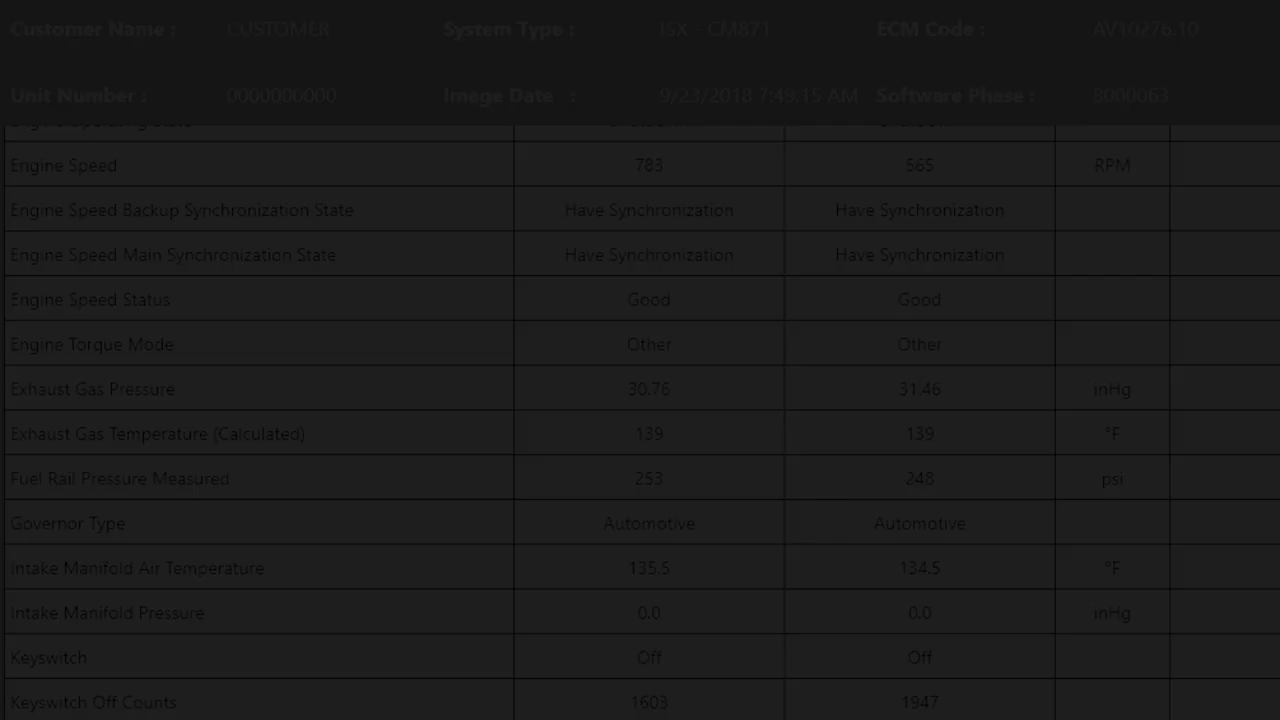 Customer Name : CUSTOMER System Type : ISX - CM871 ECM Code : AV10276.10
Unit Number : 0000000000 Image Date : 9/23/2018 7:49:15 AM Software Phase : 8000063
Engine Speed 783 565 RPM
Engine Speed Backup Synchronization State Have Synchronization Have Synchronization
Engine Speed Main Synchronization State Have Synchronization Have Synchronization
Engine Speed Status Good Good
Engine Torque Mode Other Other
Exhaust Gas Pressure 30.76 31.46 inHg
Exhaust Gas Temperature (Calculated) 139 139 °F
Fuel Rail Pressure Measured 253 248 psi
Governor Type Automotive Automotive
Intake Manifold Air Temperature 135.5 134.5 °F
Intake Manifold Pressure 0.0 0.0 inHg
Keyswitch Off Off
Keyswitch Off Counts 1603 1947